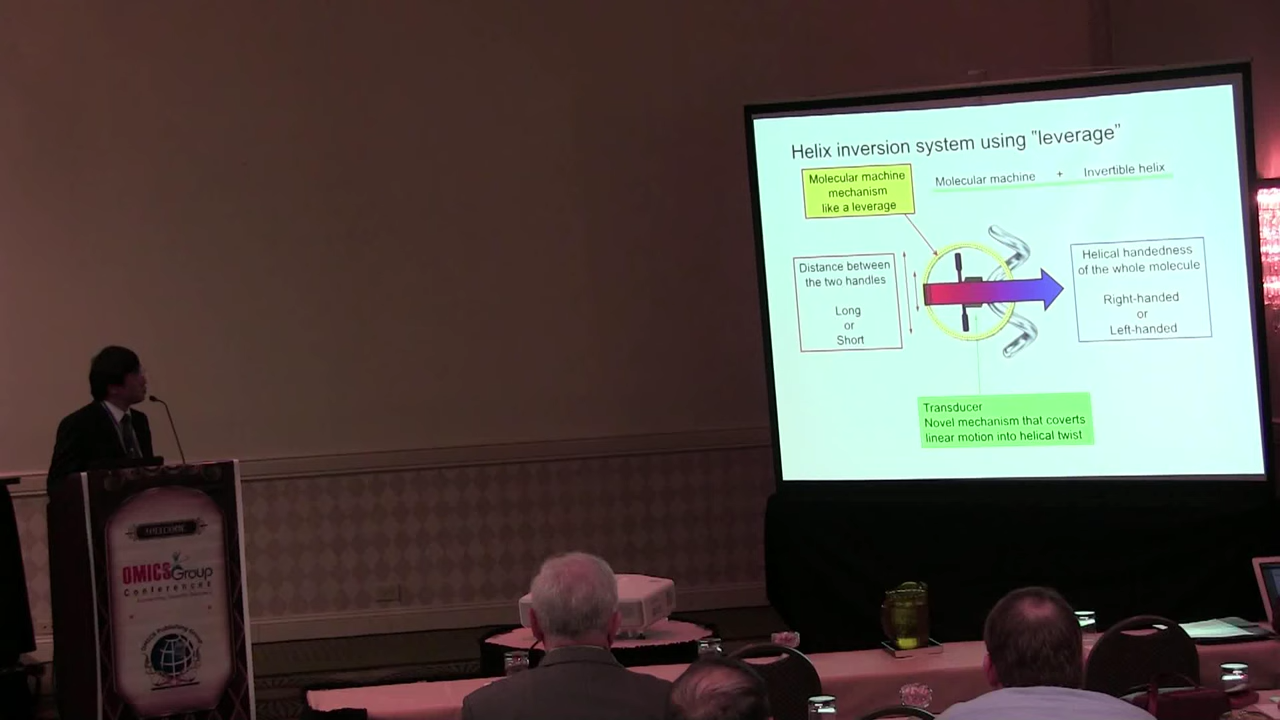 Helix inversion system using "leverage"
Molecular machine
mechanism
like a leverage
Molecular machine + Invertible helix
Distance between
the two handles
Long
or
Short
Helical handedness
of the whole molecule
Right-handed
or
Left-handed
Transducer
Novel mechanism that coverts
linear motion into helical twist
WELCOME
OMICS Group
Conferences